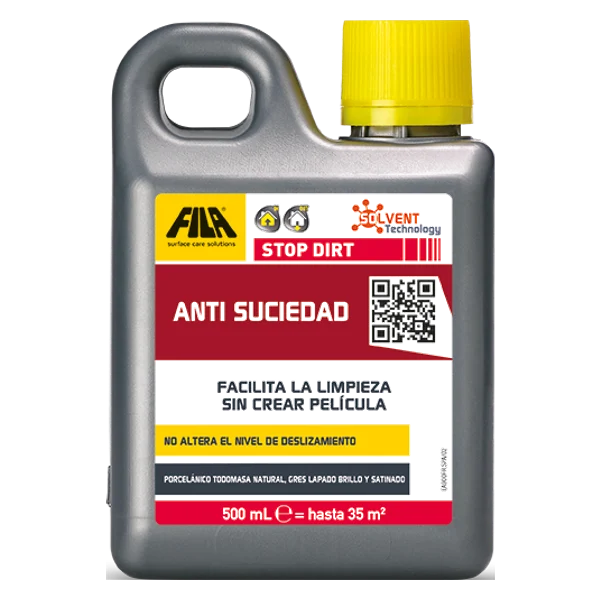 FILA
surface care solutions
SOLVENT
Technology
STOP DIRT
ANTI SUCIEDAD
FACILITA LA LIMPIEZA
SIN CREAR PELÍCULA
NO ALTERA EL NIVEL DE DESLIZAMIENTO
PORCELÁNICO TODOMASA NATURAL, GRES LAPADO BRILLO Y SATINADO
500 mL e = hasta 35 m²